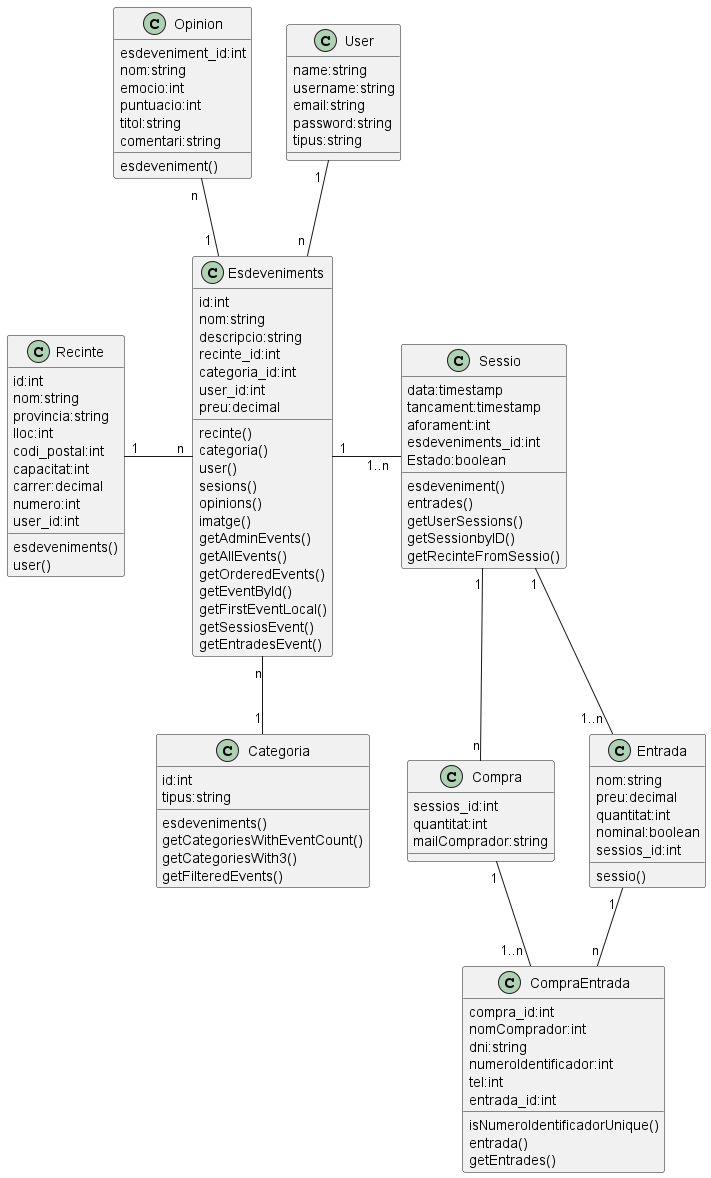 C Opinion
esdeveniment_id:int
nom:string
emocio:int
puntuacio:int
titol:string
comentari:string
esdeveniment()
C User
name:string
username:string
email:string
password:string
tipus:string
n
1
1
n
C Esdeveniments
id:int
nom:string
descripcio:string
recinte_id:int
categoria_id:int
user_id:int
preu:decimal
recinte()
categoria()
user()
sesions()
opinions()
imatge()
getAdminEvents()
getAllEvents()
getOrderedEvents()
getEventById()
getFirstEventLocal()
getSessiosEvent()
getEntradesEvent()
C Recinte
id:int
nom:string
provincia:string
lloc:int
codi_postal:int
capacitat:int
carrer:decimal
numero:int
user_id:int
esdeveniments()
user()
1
n
1
1..n
C Sessio
data:timestamp
tancament:timestamp
aforament:int
esdeveniments_id:int
Estado:boolean
esdeveniment()
entrades()
getUserSessions()
getSessionbyID()
getRecinteFromSessio()
n
1
1
n
1
1..n
C Categoria
id:int
tipus:string
esdeveniments()
getCategoriesWithEventCount()
getCategoriesWith3()
getFilteredEvents()
C Compra
sessios_id:int
quantitat:int
mailComprador:string
C Entrada
nom:string
preu:decimal
quantitat:int
nominal:boolean
sessios_id:int
sessio()
1
1..n
1
n
C CompraEntrada
compra_id:int
nomComprador:int
dni:string
numeroIdentificador:int
tel:int
entrada_id:int
isNumeroIdentificadorUnique()
entrada()
getEntrades()